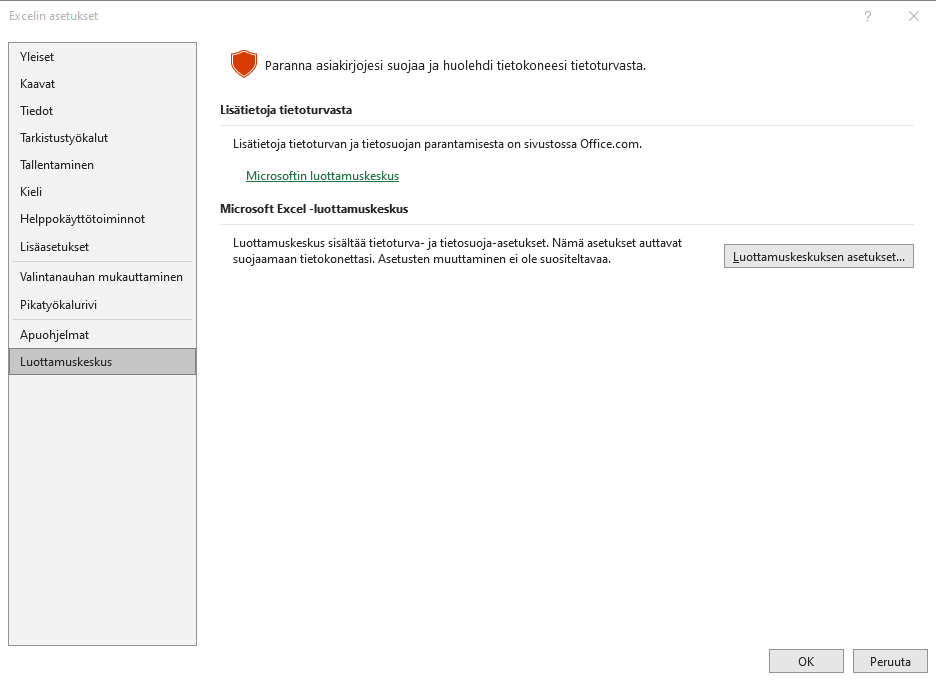 Excelin asetukset
?
Yleiset
Kaavat
Tiedot
Tarkistustyökalut
Tallentaminen
Kieli
Helppokäyttötoiminnot
Lisäasetukset
Valintanauhan mukauttaminen
Pikatyökalurivi
Apuohjelmat
Luottamuskeskus
Paranna asiakirjojesi suojaa ja huolehdi tietokoneesi tietoturvasta.
Lisätietoja tietoturvasta
Lisätietoja tietoturvan ja tietosuojan parantamisesta on sivustossa Office.com.
Microsoftin luottamuskeskus
Microsoft Excel -luottamuskeskus
Luottamuskeskus sisältää tietoturva- ja tietosuoja-asetukset. Nämä asetukset auttavat
suojaamaan tietokonettasi. Asetusten muuttaminen ei ole suositeltavaa.
Luottamuskeskuksen asetukset...
OK
Peruuta